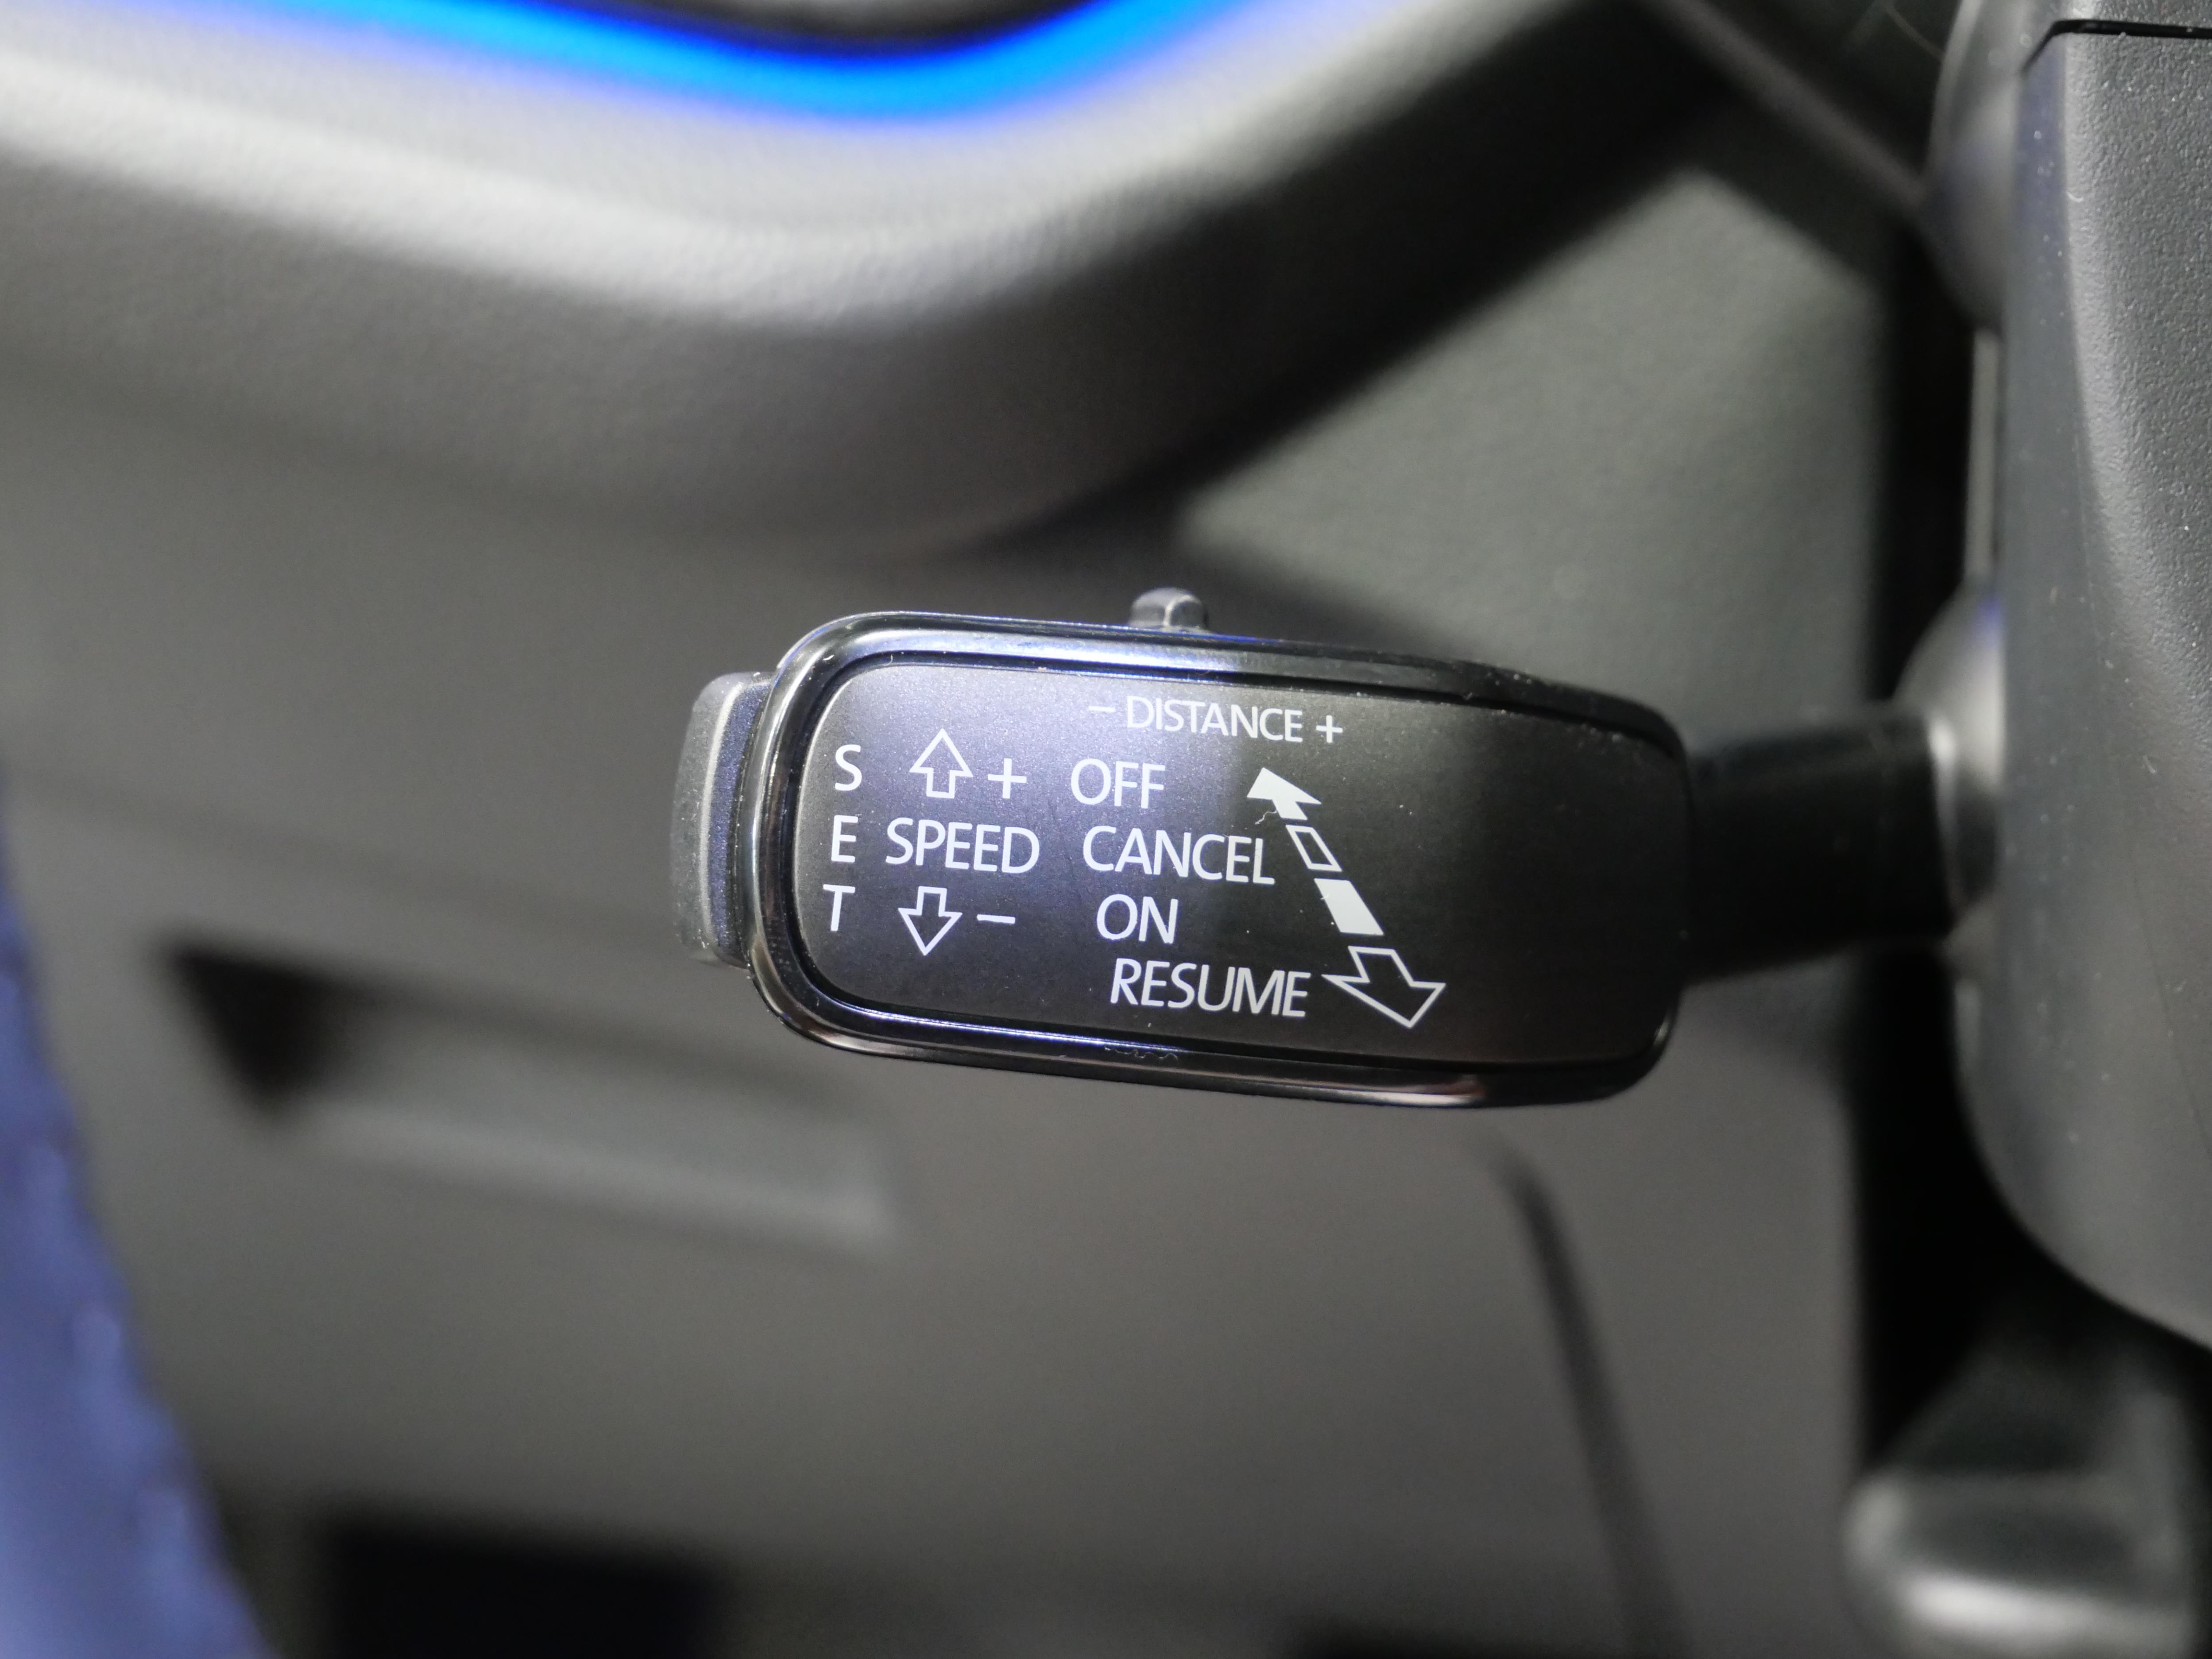 - DISTANCE +
S
E
T
+
SPEED
-
OFF
CANCEL
ON
RESUME